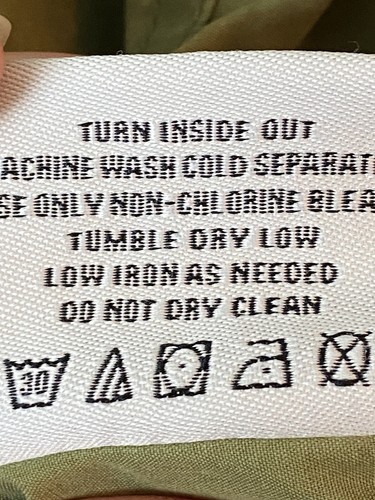 TURN INSIDE OUT
ACHINE WASH COLD SEPARAT
SE ONLY NON-CHLORINE BLEA
TUMBLE DRY LOW
LOW IRON AS NEEDED
DO NOT DRY CLEAN
30